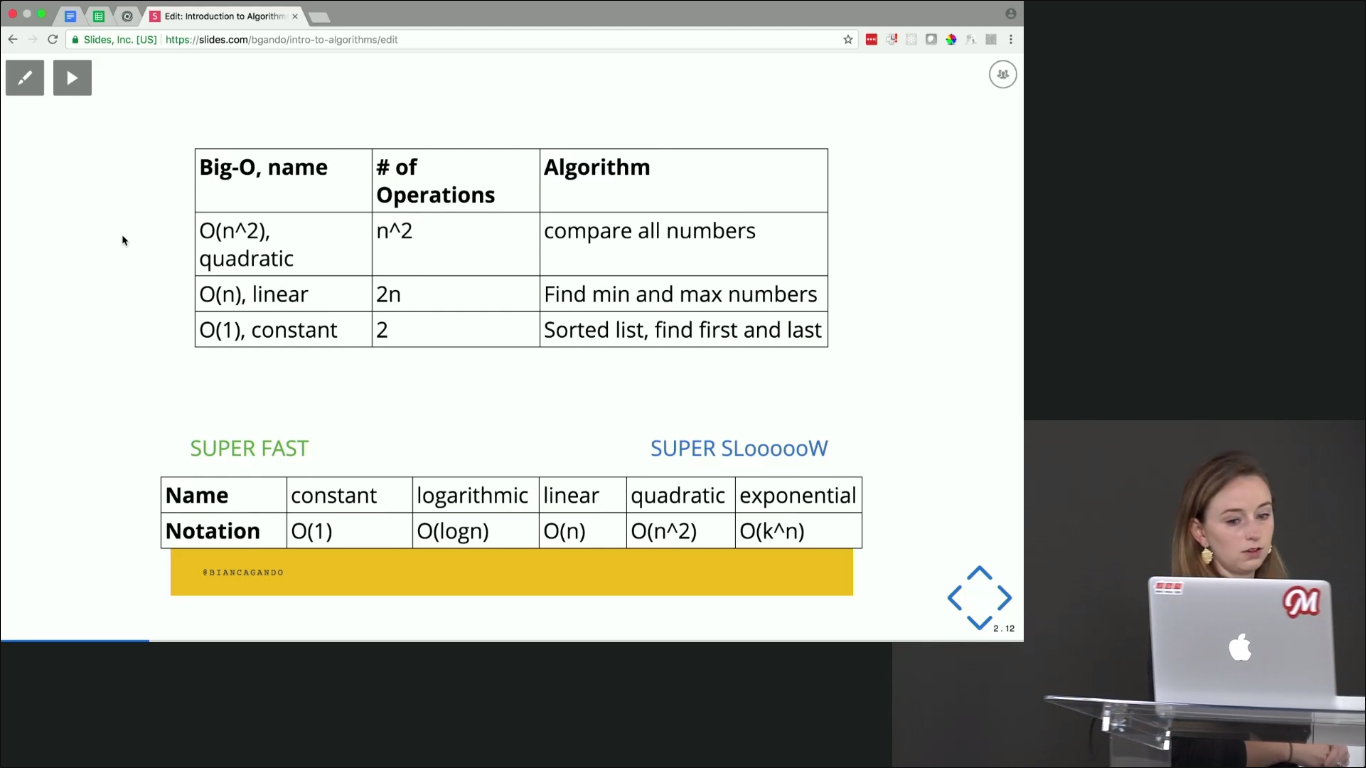 Edit: Introduction to Algorithm
Slides, Inc. [US] https://slides.com/bgando/intro-to-algorithms/edit
Big-O, name # of Operations Algorithm
O(n^2), quadratic n^2 compare all numbers
O(n), linear 2n Find min and max numbers
O(1), constant 2 Sorted list, find first and last
SUPER FAST SUPER SLoooooW
Name constant logarithmic linear quadratic exponential
Notation O(1) O(logn) O(n) O(n^2) O(k^n)
@BIANCAGANDO
2.12
M